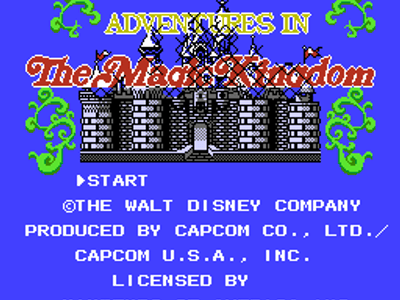 ADVENTURES IN
The Magic Kingdom
▶START
©THE WALT DISNEY COMPANY
PRODUCED BY CAPCOM CO., LTD./
CAPCOM U.S.A., INC.
LICENSED BY